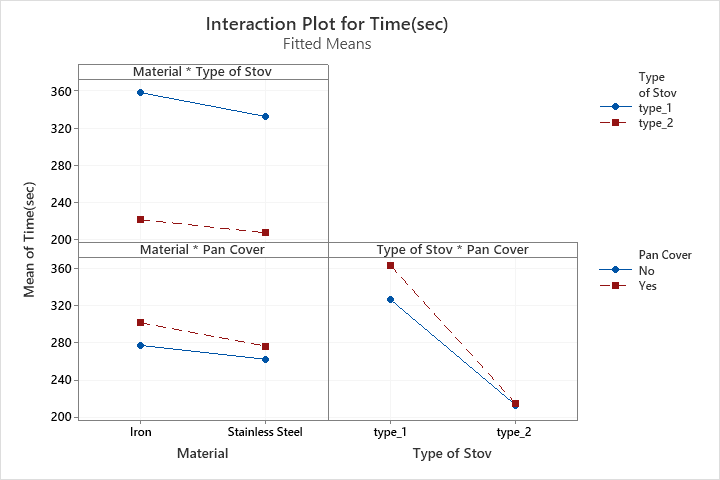 Interaction Plot for Time(sec)
Fitted Means
Material * Type of Stov
Type
of Stov
type_1
type_2
360
320
280
240
200
Mean of Time(sec)
Material * Pan Cover
Type of Stov * Pan Cover
Pan Cover
No
Yes
360
320
280
240
200
Iron
Stainless Steel
type_1
type_2
Material
Type of Stov